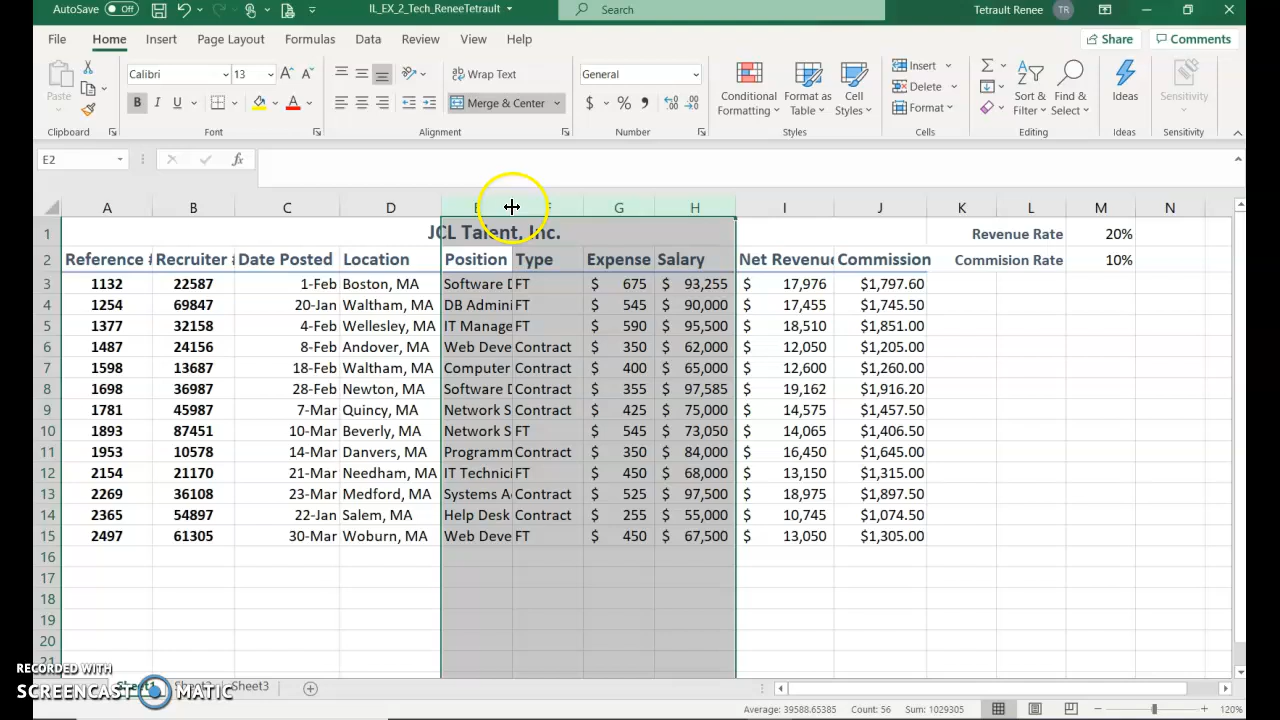 AutoSave Off IL_EX_2_Tech_ReneeTetrault Search Tetrault Renee TR
File Home Insert Page Layout Formulas Data Review View Help Share Comments
Paste Calibri 13 Wrap Text General Conditional Formatting Format as Table Cell Styles Insert Sort & Filter Find & Select Ideas Sensitivity
B I U Merge & Center $ % , Delete
Format
Clipboard Font Alignment Number Styles Cells Editing Ideas Sensitivity
E2 fx
A B C D E F G H I J K L M N
1 JCL Talent, Inc. Revenue Rate 20%
2 Reference Recruiter Date Posted Location Position Type Expense Salary Net Revenue Commission Commision Rate 10%
3 1132 22587 1-Feb Boston, MA Software D FT $ 675 $ 93,255 $ 17,976 $1,797.60
4 1254 69847 20-Jan Waltham, MA DB Admini FT $ 545 $ 90,000 $ 17,455 $1,745.50
5 1377 32158 4-Feb Wellesley, MA IT Manage FT $ 590 $ 95,500 $ 18,510 $1,851.00
6 1487 24156 8-Feb Andover, MA Web Deve Contract $ 350 $ 62,000 $ 12,050 $1,205.00
7 1598 13687 18-Feb Waltham, MA Computer Contract $ 400 $ 65,000 $ 12,600 $1,260.00
8 1698 36987 28-Feb Newton, MA Software D Contract $ 355 $ 97,585 $ 19,162 $1,916.20
9 1781 45987 7-Mar Quincy, MA Network S Contract $ 425 $ 75,000 $ 14,575 $1,457.50
10 1893 87451 10-Mar Beverly, MA Network S FT $ 545 $ 73,050 $ 14,065 $1,406.50
11 1953 10578 14-Mar Danvers, MA Programm Contract $ 350 $ 84,000 $ 16,450 $1,645.00
12 2154 21170 21-Mar Needham, MA IT Technici FT $ 450 $ 68,000 $ 13,150 $1,315.00
13 2269 36108 23-Mar Medford, MA Systems A Contract $ 525 $ 97,500 $ 18,975 $1,897.50
14 2365 54897 22-Jan Salem, MA Help Desk Contract $ 255 $ 55,000 $ 10,745 $1,074.50
15 2497 61305 30-Mar Woburn, MA Web Deve FT $ 450 $ 67,500 $ 13,050 $1,305.00
16
17
18
19
20
21
RECORDED WITH
SCREENCAST MATIC
Sheet3
Average: 39588.65385 Count: 56 Sum: 1029305 120%